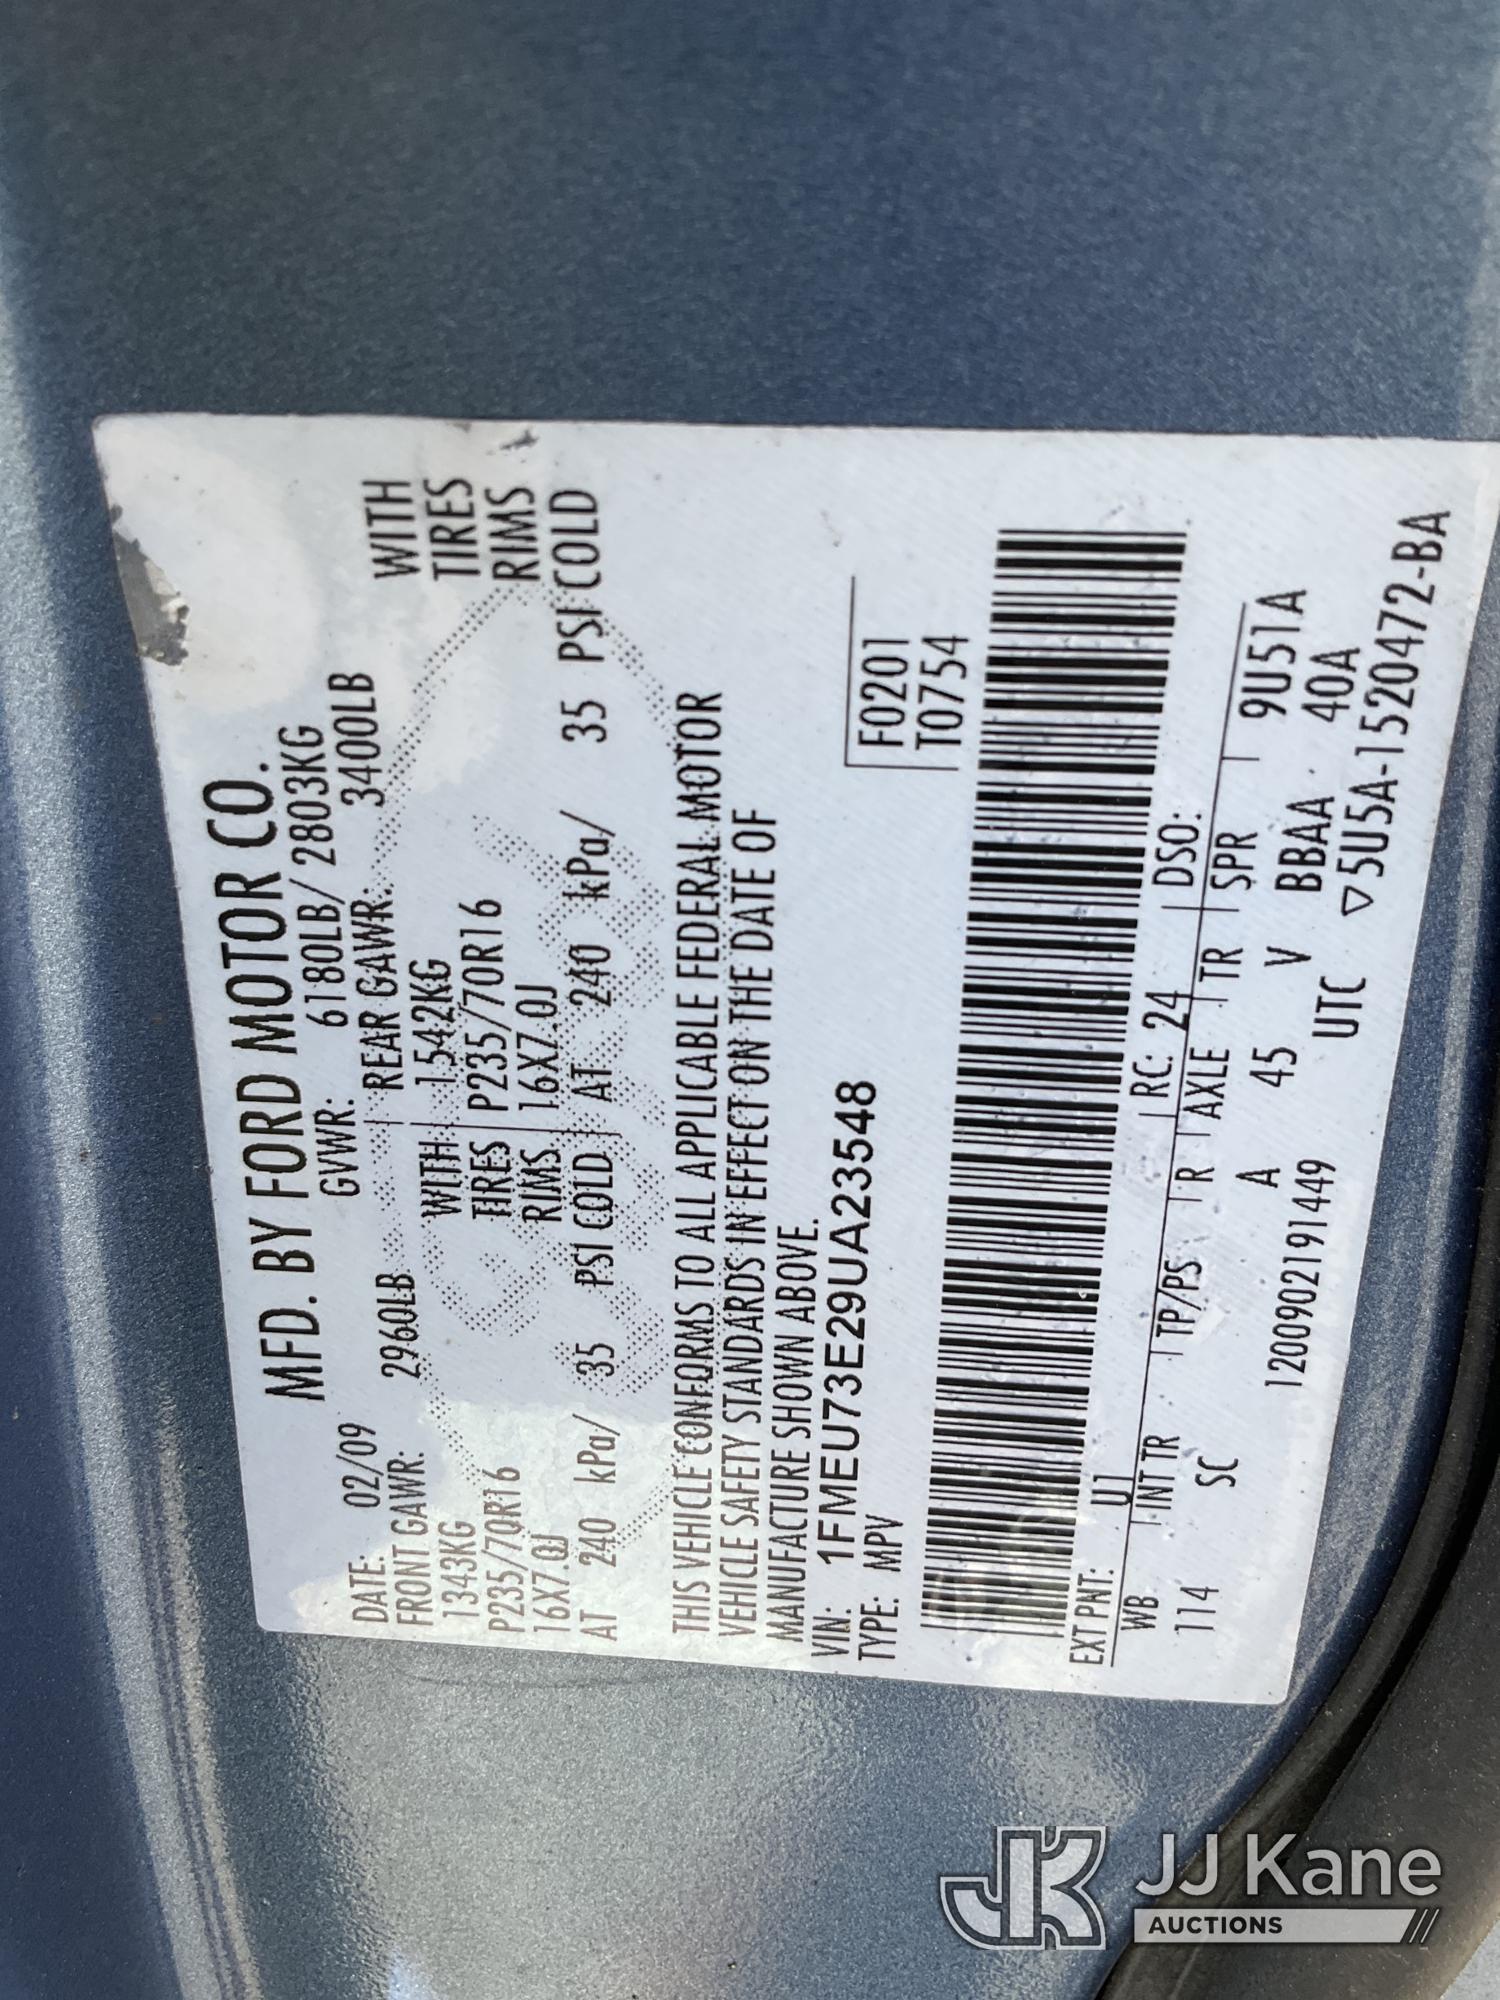 MFD. BY FORD MOTOR CO.
DATE: 02/09 GVWR: 6180LB/ 2803KG
FRONT GAWR: 2960LB REAR GAWR: 3400LB
1343KG WITH 1542KG WITH
P235/70R16 TIRES P235/70R16 TIRES
16X7.0J RIMS 16X7.0J RIMS
AT 240 kPa/ 35 PSI COLD AT 240 kPa/ 35 PSI COLD
THIS VEHICLE CONFORMS TO ALL APPLICABLE FEDERAL MOTOR
VEHICLE SAFETY STANDARDS IN EFFECT ON THE DATE OF
MANUFACTURE SHOWN ABOVE.
VIN: 1FMEU73E29UA23548 F0201
TYPE: MPV T0754
EXT PNT: U1 RC: 24 DSO:
WB INT TR TP/PS R AXLE TR SPR 9U51A
114 SC A 45 V BBAA 40A
1200902191449 UTC ▽5U5A-1520472-BA
JK JJ Kane
AUCTIONS